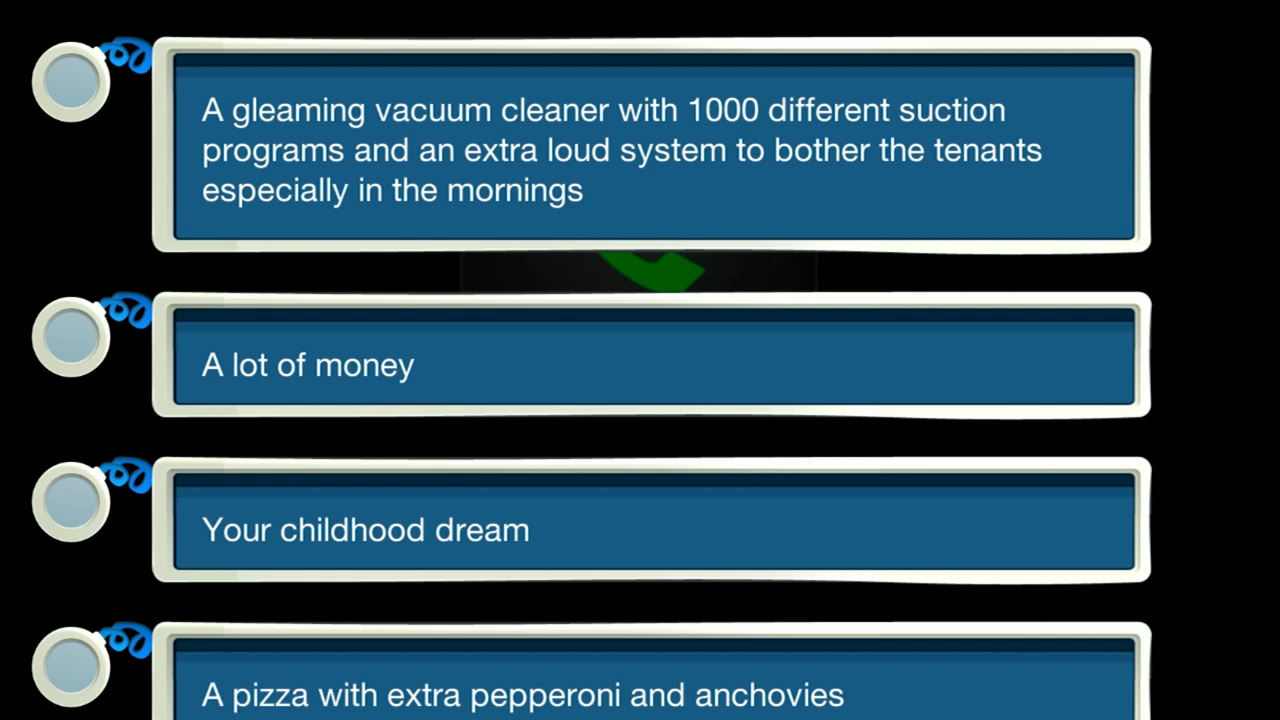 A gleaming vacuum cleaner with 1000 different suction
programs and an extra loud system to bother the tenants
especially in the mornings
A lot of money
Your childhood dream
A pizza with extra pepperoni and anchovies